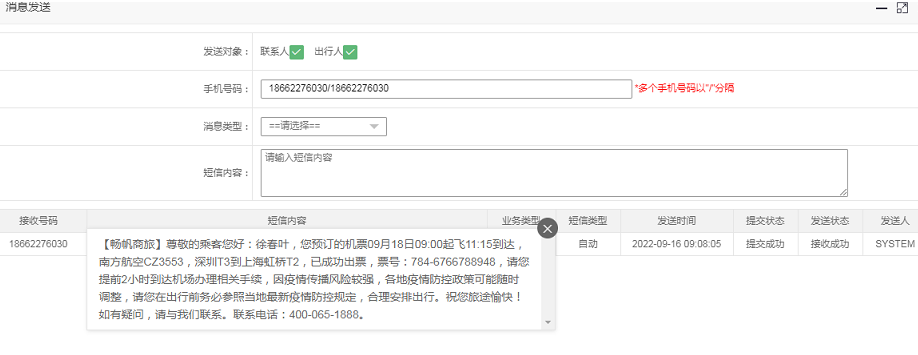 消息发送
发送对象： 联系人 出行人
手机号码： 18662276030/18662276030 *多个手机号码以"/"分隔
消息类型： ==请选择==
短信内容： 请输入短信内容
接收号码 短信内容 业务类型 短信类型 发送时间 提交状态 发送状态 发送人
18662276030 自动 2022-09-16 09:08:05 提交成功 接收成功 SYSTEM
【畅帆商旅】尊敬的乘客您好：徐春叶，您预订的机票09月18日09:00起飞11:15到达，
南方航空CZ3553，深圳T3到上海虹桥T2，已成功出票，票号：784-6766788948，请您
提前2小时到达机场办理相关手续，因疫情传播风险较强，各地疫情防控政策可能随时
调整，请您在出行前务必参照当地最新疫情防控规定，合理安排出行。祝您旅途愉快！
如有疑问，请与我们联系。联系电话：400-065-1888。